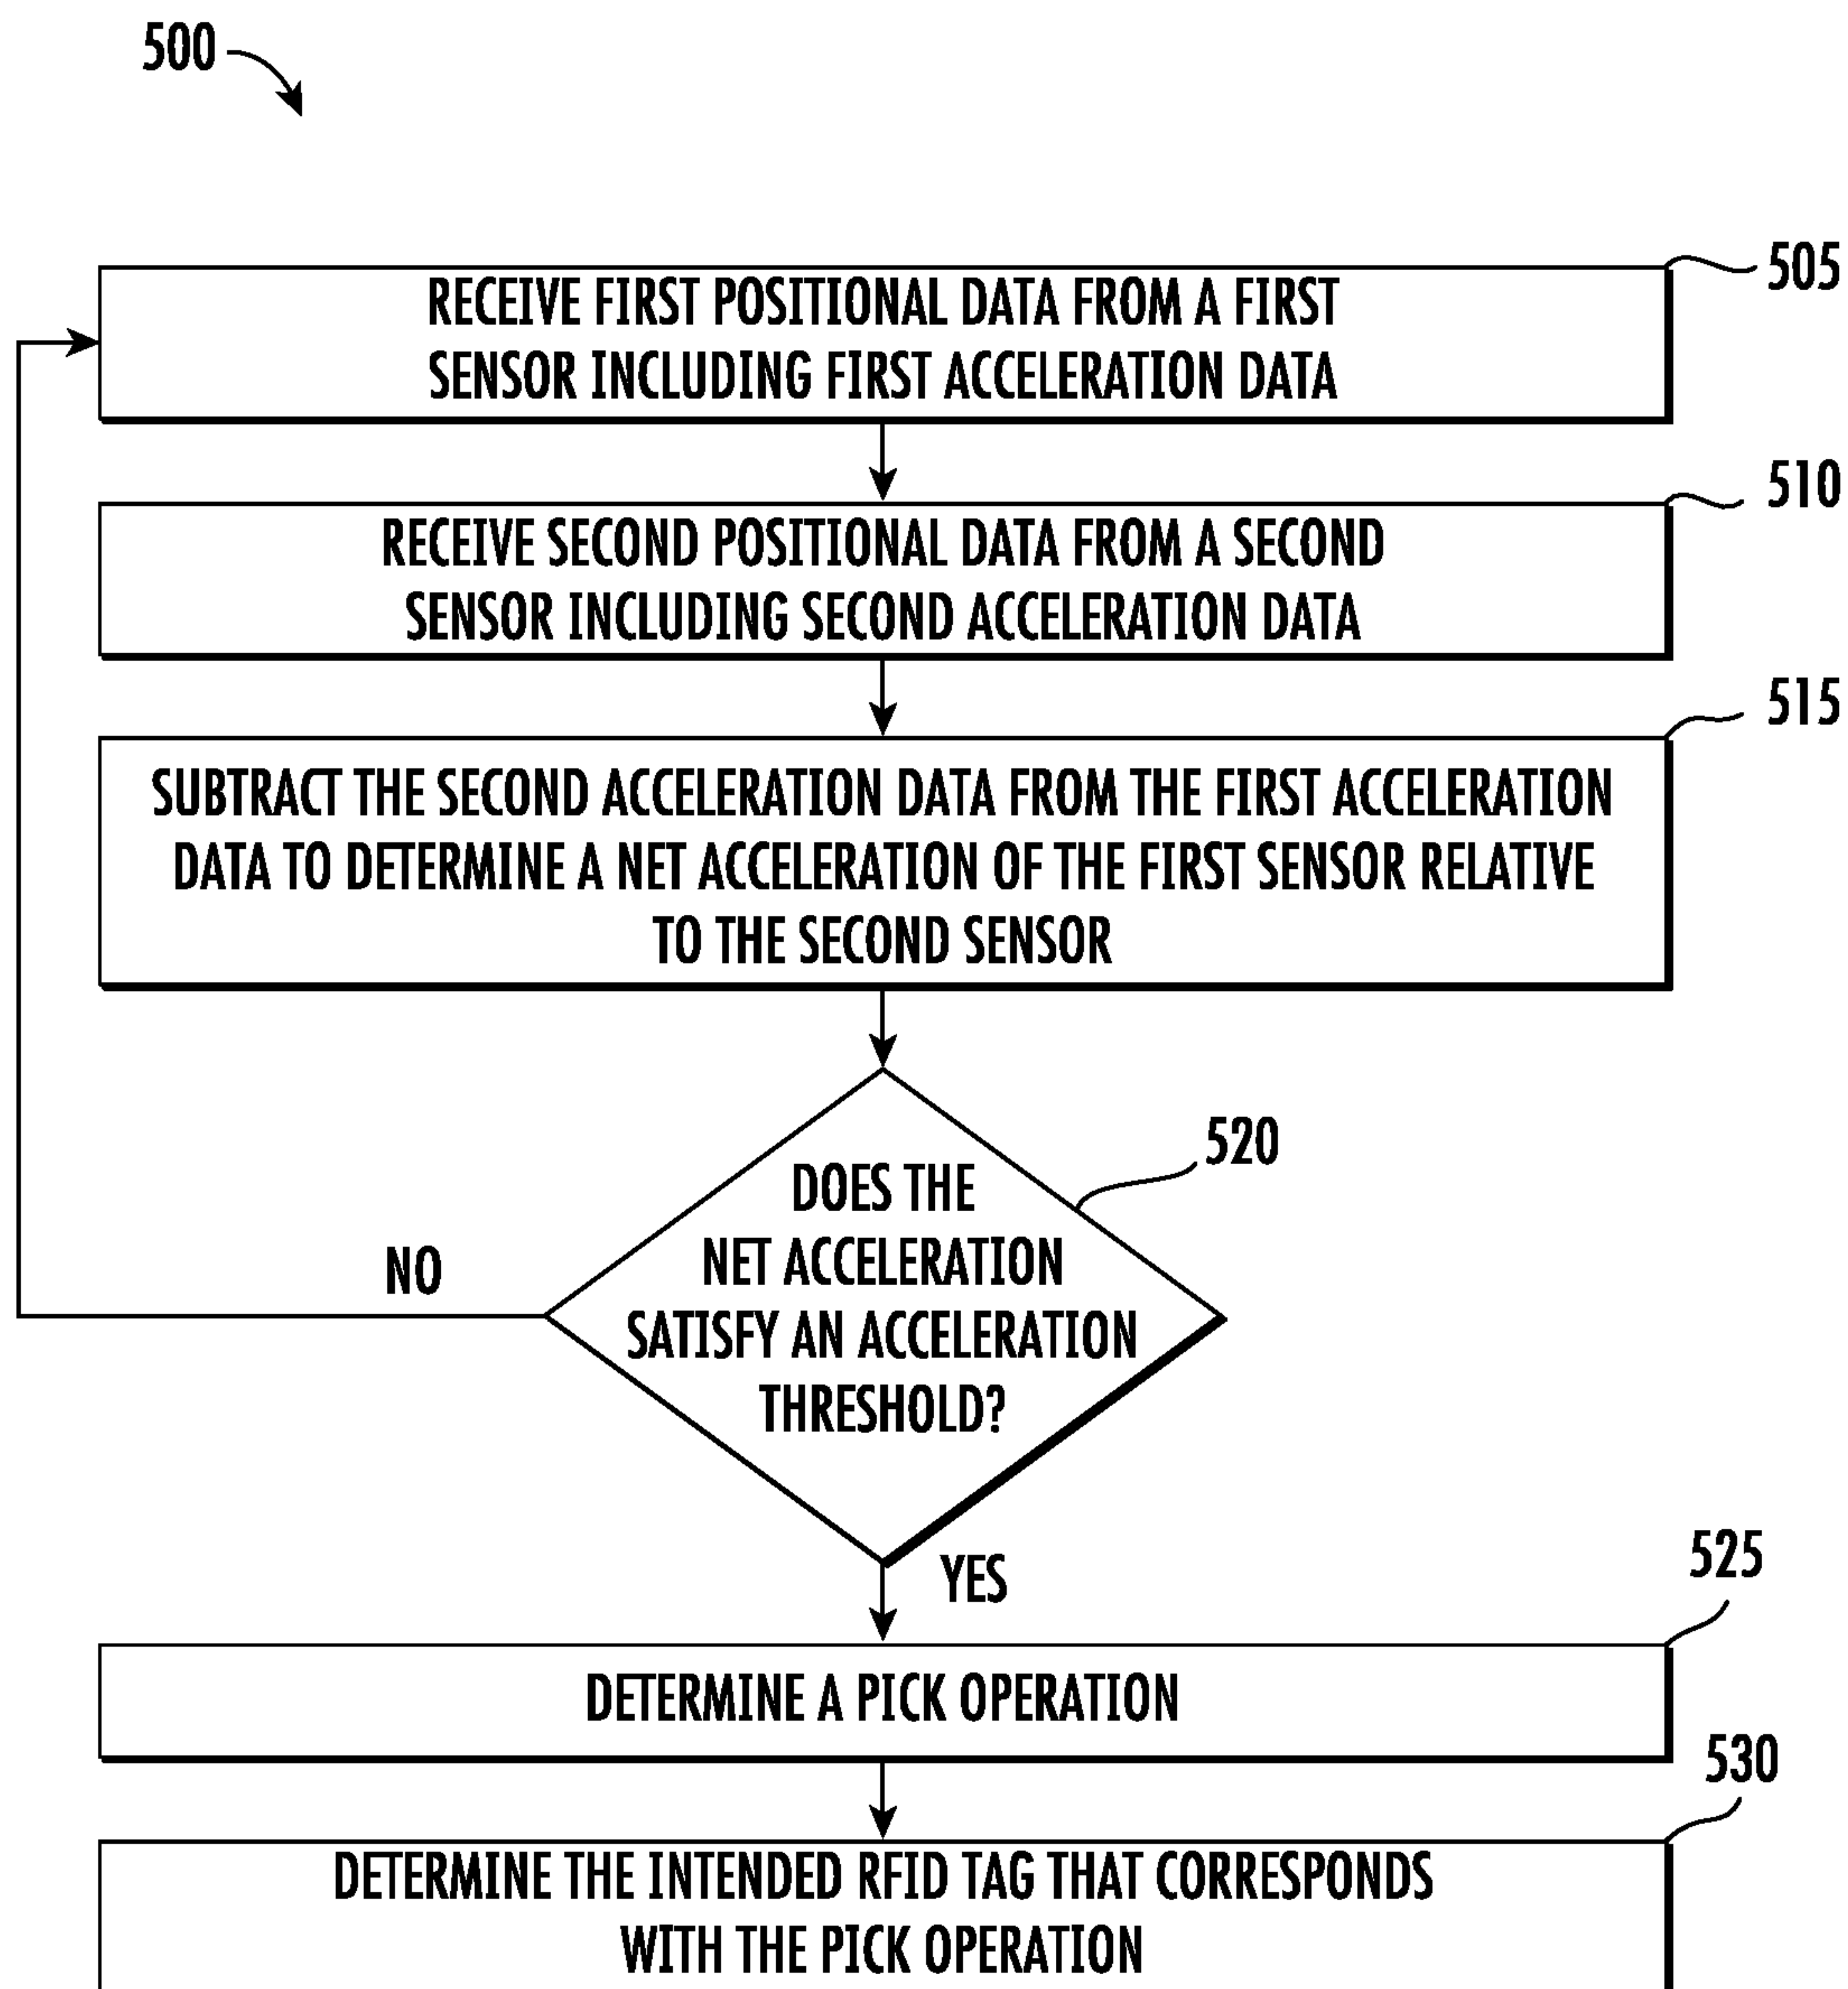 500
505
RECEIVE FIRST POSITIONAL DATA FROM A FIRST
SENSOR INCLUDING FIRST ACCELERATION DATA
510
RECEIVE SECOND POSITIONAL DATA FROM A SECOND
SENSOR INCLUDING SECOND ACCELERATION DATA
515
SUBTRACT THE SECOND ACCELERATION DATA FROM THE FIRST ACCELERATION
DATA TO DETERMINE A NET ACCELERATION OF THE FIRST SENSOR RELATIVE
TO THE SECOND SENSOR
520
DOES THE
NET ACCELERATION
SATISFY AN ACCELERATION
THRESHOLD?
NO
YES
525
DETERMINE A PICK OPERATION
530
DETERMINE THE INTENDED RFID TAG THAT CORRESPONDS
WITH THE PICK OPERATION